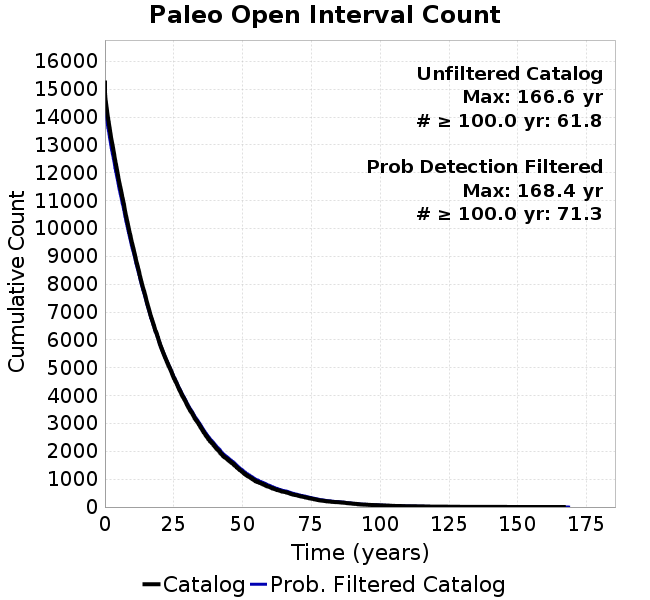 Paleo Open Interval Count
Unfiltered Catalog
Max: 166.6 yr
# ≥ 100.0 yr: 61.8
Prob Detection Filtered
Max: 168.4 yr
# ≥ 100.0 yr: 71.3
Cumulative Count
16000
15000
14000
13000
12000
11000
10000
9000
8000
7000
6000
5000
4000
3000
2000
1000
0
0 25 50 75 100 125 150 175
Time (years)
Catalog Prob. Filtered Catalog